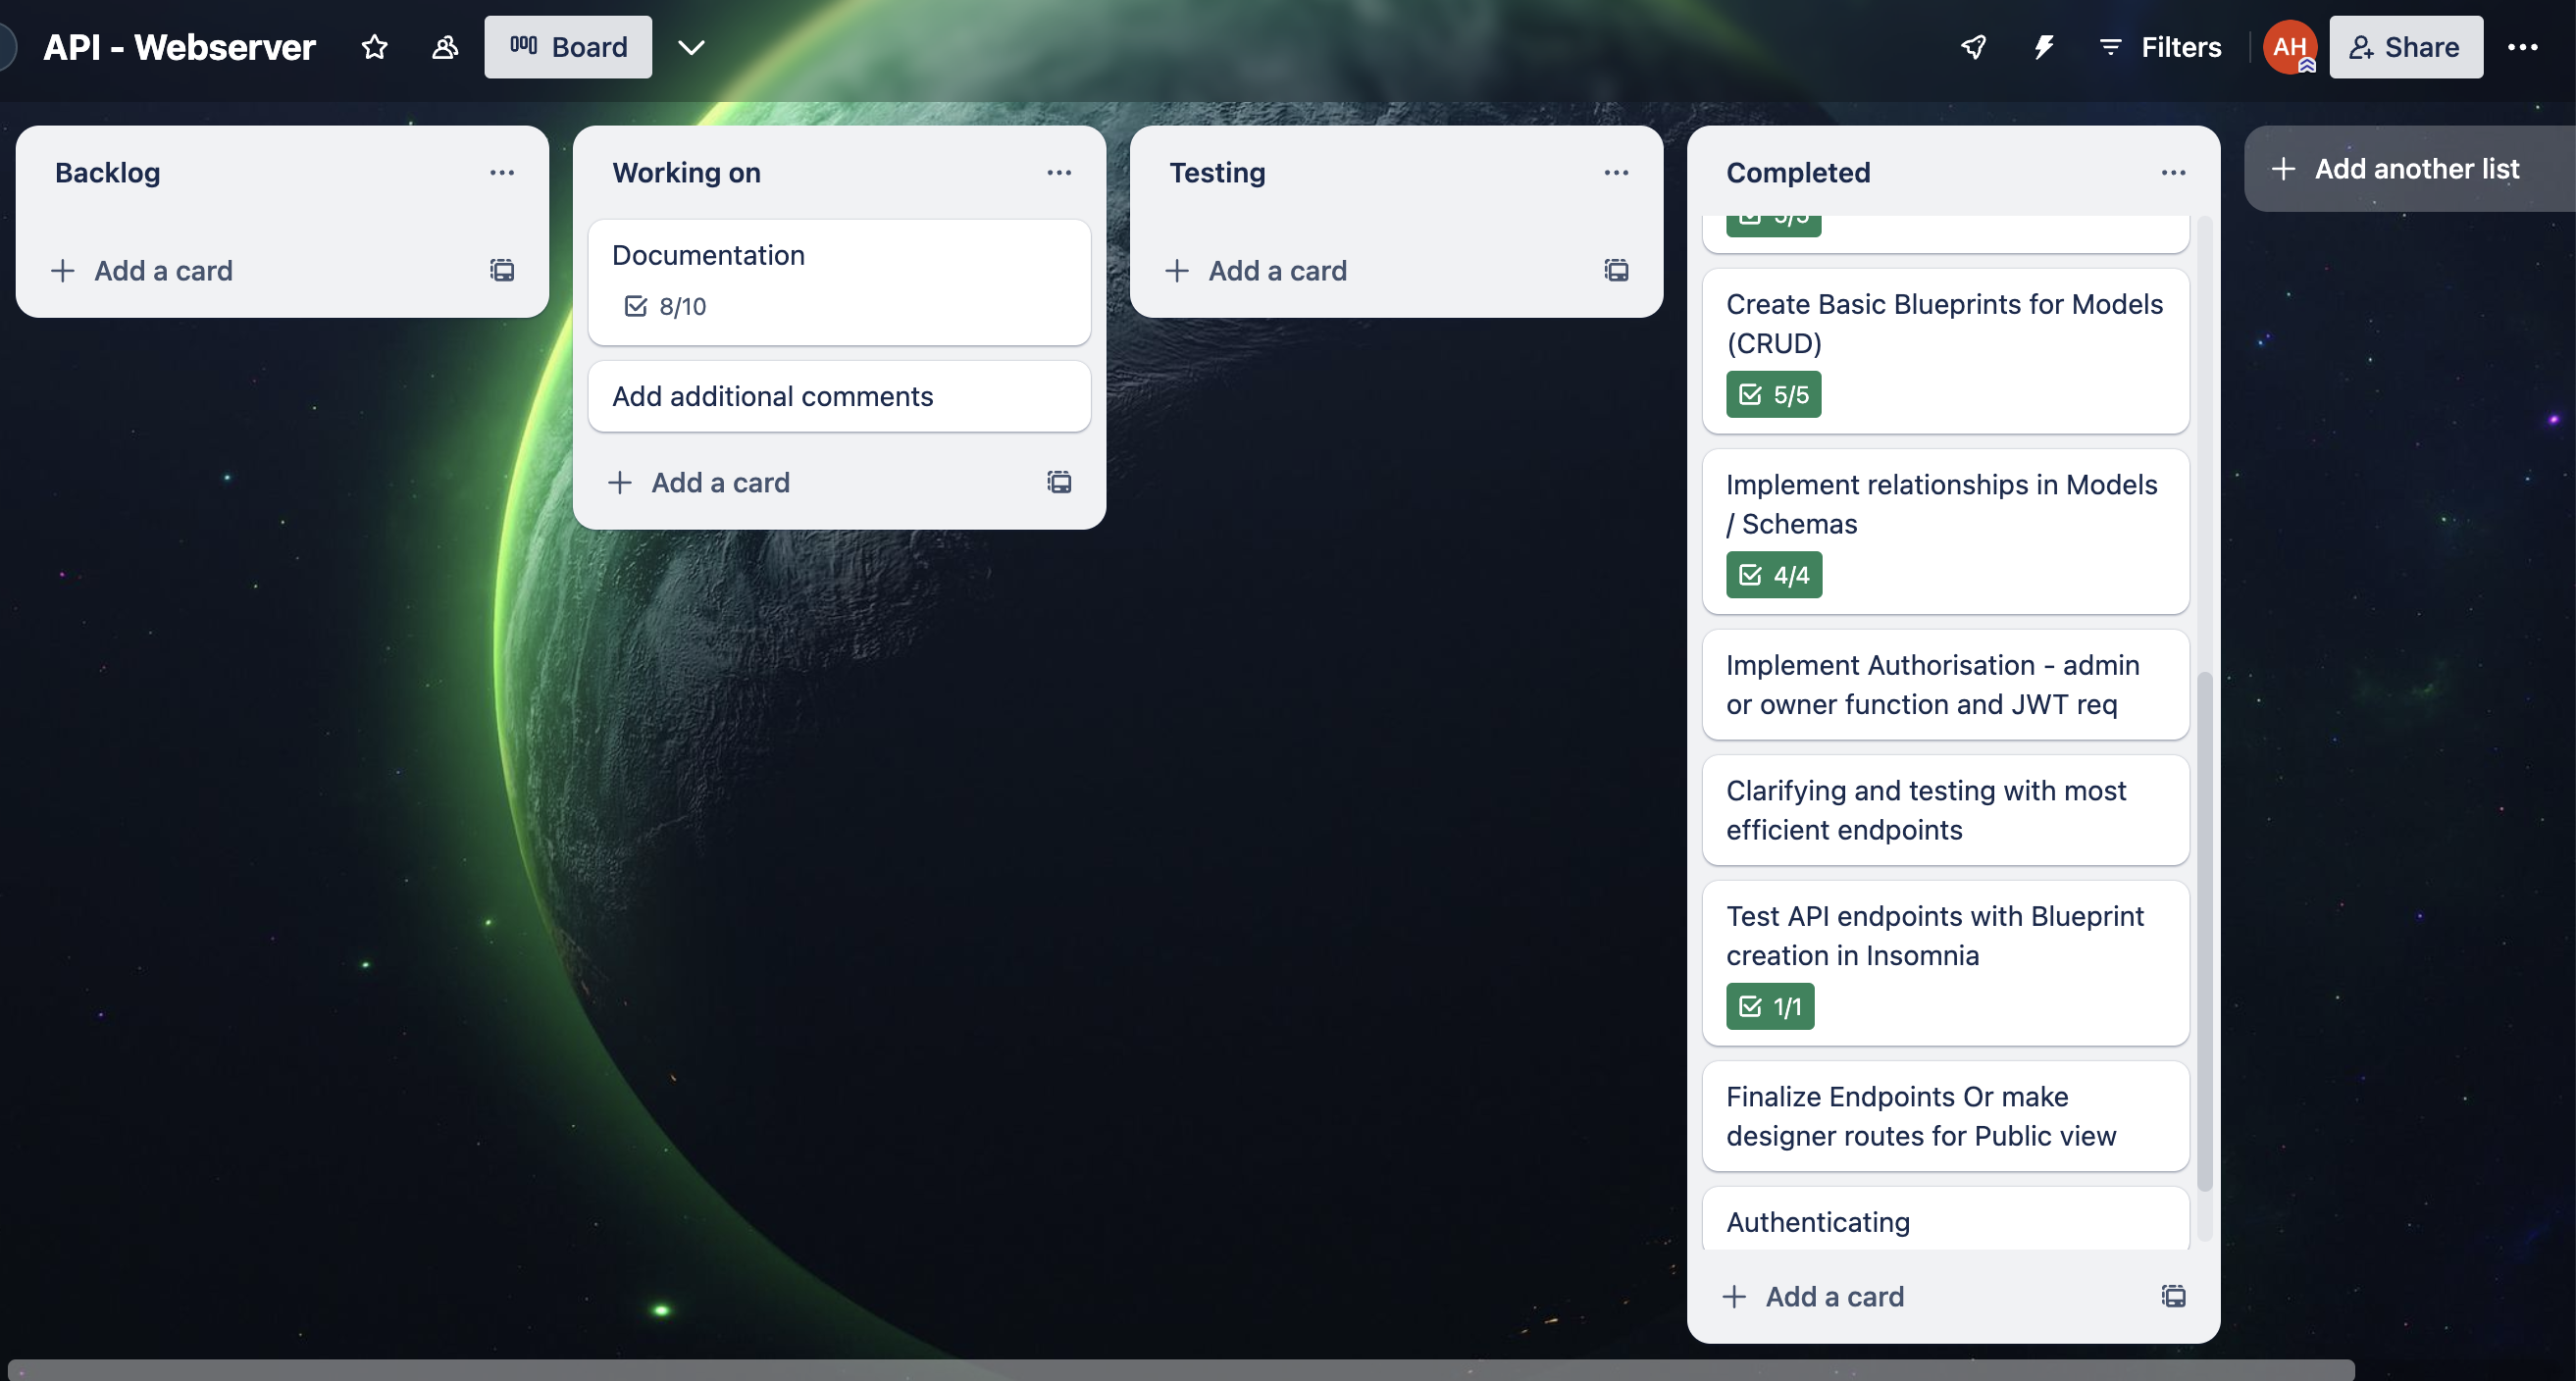 API - Webserver
Board
Filters
AH
Share
Backlog
Add a card
Working on
Documentation
8/10
Add additional comments
Add a card
Testing
Add a card
Completed
5/5
Create Basic Blueprints for Models
(CRUD)
5/5
Implement relationships in Models
/ Schemas
4/4
Implement Authorisation - admin
or owner function and JWT req
Clarifying and testing with most
efficient endpoints
Test API endpoints with Blueprint
creation in Insomnia
1/1
Finalize Endpoints Or make
designer routes for Public view
Authenticating
Add a card
Add another list